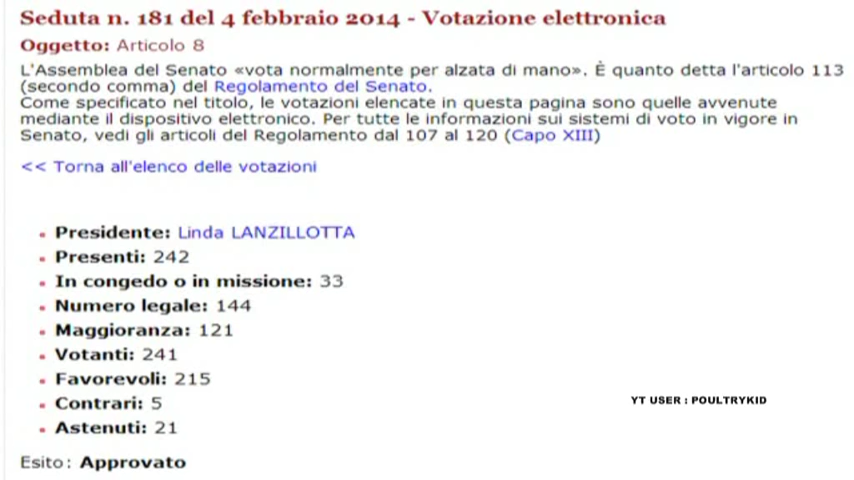 Seduta n. 181 del 4 febbraio 2014 - Votazione elettronica
Oggetto: Articolo 8
L'Assemblea del Senato «vota normalmente per alzata di mano». È quanto detta l'articolo 113
(secondo comma) del Regolamento del Senato.
Come specificato nel titolo, le votazioni elencate in questa pagina sono quelle avvenute
mediante il dispositivo elettronico. Per tutte le informazioni sui sistemi di voto in vigore in
Senato, vedi gli articoli del Regolamento dal 107 al 120 (Capo XIII)
<< Torna all'elenco delle votazioni
Presidente: Linda LANZILLOTTA
Presenti: 242
In congedo o in missione: 33
Numero legale: 144
Maggioranza: 121
Votanti: 241
Favorevoli: 215
Contrari: 5
YT USER : POULTRYKID
Astenuti: 21
Esito: Approvato